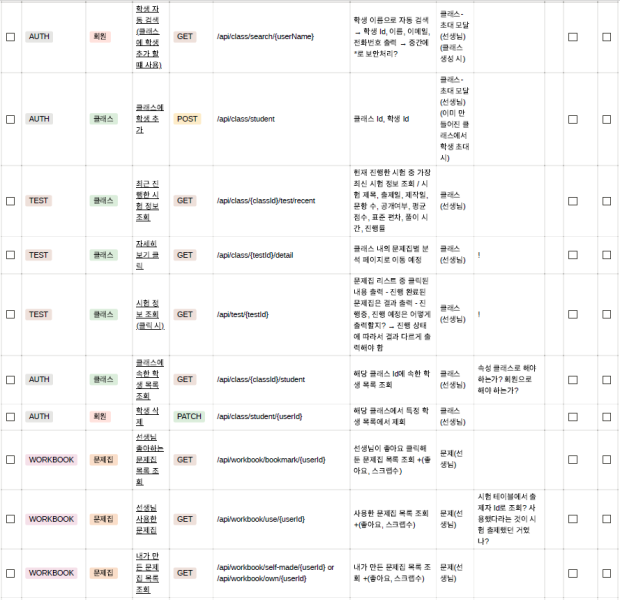 학생 자
동 검색
(클래스
에 학생
추가 할
때 사용)
AUTH
회원
GET
/api/class/search/{userName}
학생 이름으로 자동 검색
→ 학생 Id, 이름, 이메일,
전화번호 출력 → 중간에
*로 보안처리?
클래스-
초대 모달
(선생님)
(클래스
생성 시)
AUTH
클래스
클래스에
학생 추
가
POST
/api/class/student
클래스 Id, 학생 Id
클래스-
초대 모달
(선생님)
(이미 만
들어진 클
래스에서
학생 초대
시)
TEST
클래스
최근 진
행한 시
험 정보
조회
GET
/api/class/{classId}/test/recent
현재 진행한 시험 중 가장
최신 시험 정보 조회 / 시
험 제목, 출제일, 제작일,
문항 수, 공개여부, 평균
점수, 표준 편차, 풀이 시
간, 진행률
클래스
(선생님)
TEST
클래스
자세히
보기 클
릭
GET
/api/class/{testId}/detail
클래스 내의 문제집별 분
석 페이지로 이동 예정
클래스
(선생님)
!
TEST
클래스
시험 정
보 조회
(클릭 시)
GET
/api/test/{testId}
문제집 리스트 중 클릭된
내용 출력 - 진행 완료된
문제은 결과 출력 - 진
행중, 진행 예정은 어떻게
출력할지? → 진행 상태
에 따라서 결과 다르게 출
력해야 함
클래스
(선생님)
!
AUTH
클래스
클래스에
속한 학
생 목록
조회
GET
/api/class/{classId}/student
해당 클래스 Id에 속한 학
생 목록 조회
클래스
(선생님)
속성 클래스로 해야
하는가? 회원으로
해야 하는가?
AUTH
회원
학생 삭
제
PATCH
/api/class/student/{userId}
해당 클래스에서 특정 학
생 목록에서 제외
클래스
(선생님)
WORKBOOK
문제집
선생님
좋아하는
문제집
목록 조
회
GET
/api/workbook/bookmark/{userId}
선생님이 좋아요 클릭해
둔 문제집 목록 조회 +(좋
아요, 스크랩수)
문제(선
생님)
WORKBOOK
문제집
선생님
사용한
문제집
GET
/api/workbook/use/{userId}
사용한 문제집 목록 조회
+(좋아요, 스크랩수)
문제(선
생님)
시험 테이블에서 출
제자 Id로 조회? 사
용했다라는 것이 시
험 출제했던 거였
나?
WORKBOOK
문제집
내가 만
든 문제
집 목록
조회
GET
/api/workbook/self-made/{userId} or
/api/workbook/own/{userId}
내가 만든 문제집 목록 조
회 +(좋아요, 스크랩수)
문제(선
생님)